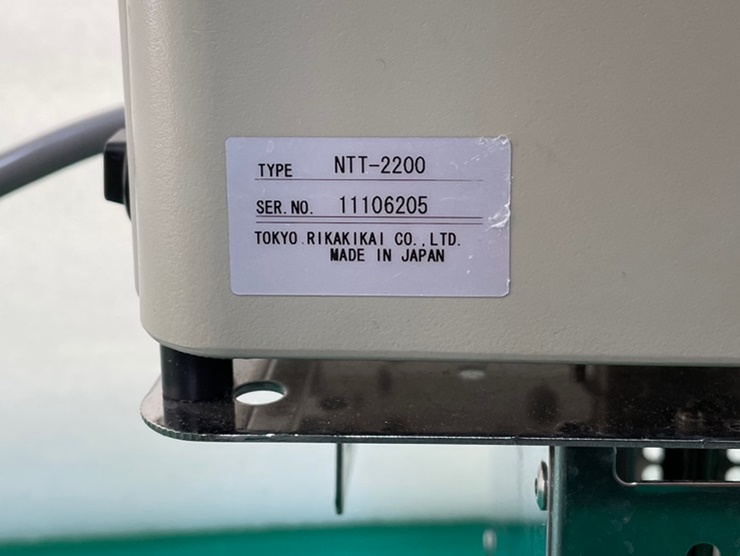 TYPE NTT-2200
SER.NO. 11106205
TOKYO.RIKAKIKAI CO.,LTD.
MADE IN JAPAN